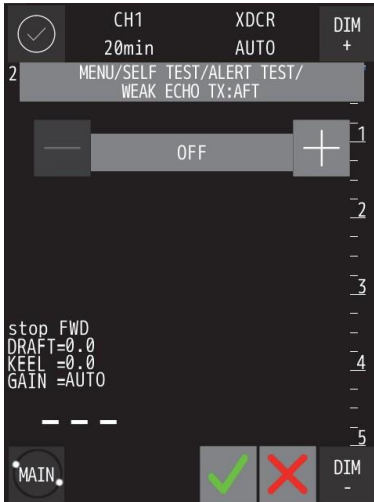 CH1 XDCR DIM
20min AUTO +
2 MENU/SELF TEST/ALERT TEST/
WEAK ECHO TX:AFT
1
— OFF +
2
3
stop FWD
DRAFT=0.0
KEEL =0.0
GAIN =AUTO
4
– – –
5
MAIN DIM
-